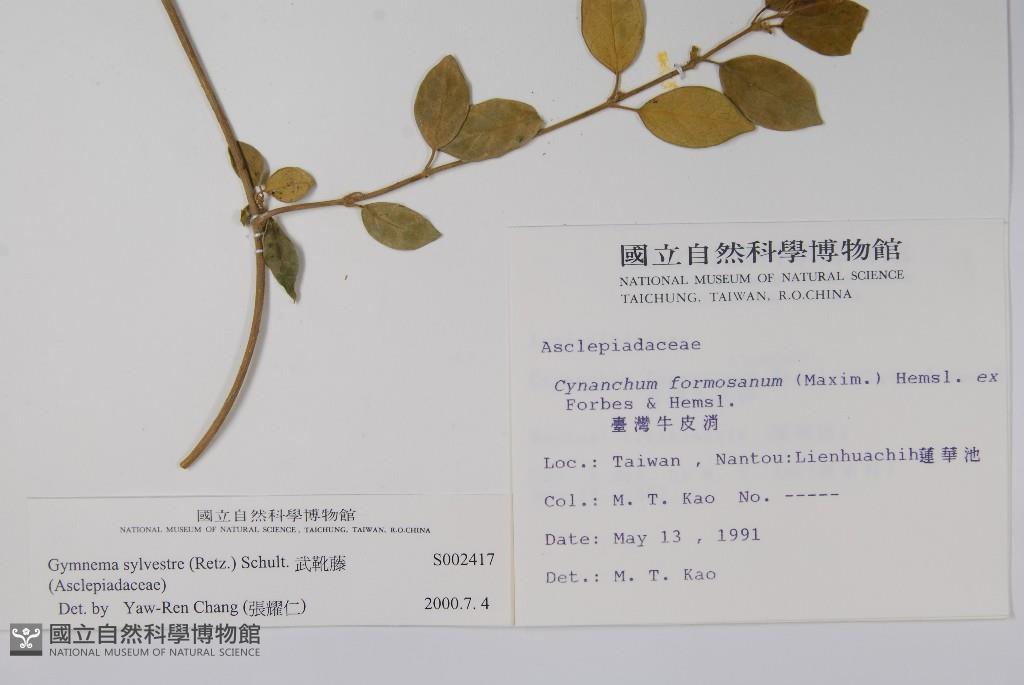 國立自然科學博物館
NATIONAL MUSEUM OF NATURAL SCIENCE
TAICHUNG, TAIWAN, R.O.CHINA
Asclepiadaceae
Cynanchum formosanum (Maxim.) Hemsl. ex
Forbes & Hemsl.
臺灣牛皮消
Loc.: Taiwan , Nantou:Lienhuachih蓮華池
Col.: M. T. Kao No. -----
Date: May 13 , 1991
Det.: M. T. Kao
國立自然科學博物館
NATIONAL MUSEUM OF NATURAL SCIENCE , TAICHUNG, TAIWAN, R.O.CHINA
Gymnema sylvestre (Retz.) Schult. 武靴藤 S002417
(Asclepiadaceae)
Det. by Yaw-Ren Chang (張耀仁) 2000.7. 4
國立自然科學博物館
NATIONAL MUSEUM OF NATURAL SCIENCE